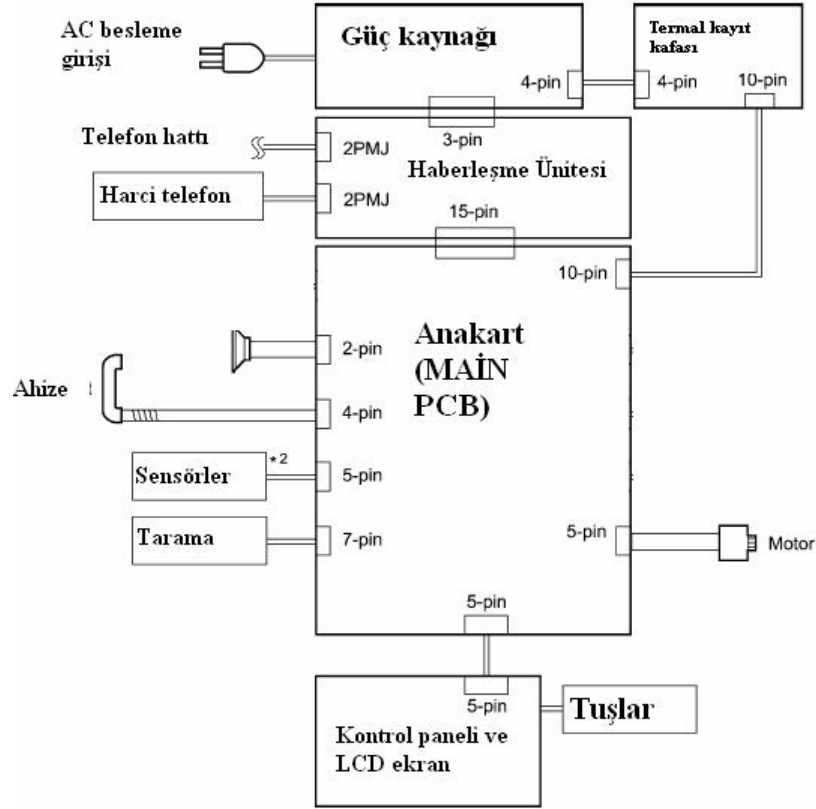 AC besleme
girişi
Güç kaynağı
4-pin
Termal kayıt
kafası
4-pin
10-pin
3-pin
Telefon hattı
2PMJ
Haberleşme Ünitesi
Harci telefon
2PMJ
15-pin
10-pin
Anakart
(MAİN
PCB)
2-pin
Ahize
4-pin
Sensörler
*2
5-pin
Tarama
7-pin
5-pin
Motor
5-pin
5-pin
Tuşlar
Kontrol paneli ve
LCD ekran